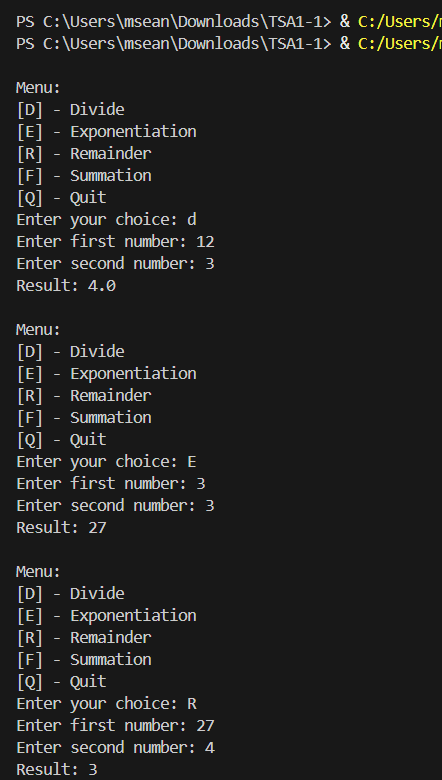 PS C:\Users\msean\Downloads\TSA1-1> & C:/Users/
PS C:\Users\msean\Downloads\TSA1-1> & C:/Users/
Menu:
[D] - Divide
[E] - Exponentiation
[R] - Remainder
[F] - Summation
[Q] - Quit
Enter your choice: d
Enter first number: 12
Enter second number: 3
Result: 4.0
Menu:
[D] - Divide
[E] - Exponentiation
[R] - Remainder
[F] - Summation
[Q] - Quit
Enter your choice: E
Enter first number: 3
Enter second number: 3
Result: 27
Menu:
[D] - Divide
[E] - Exponentiation
[R] - Remainder
[F] - Summation
[Q] - Quit
Enter your choice: R
Enter first number: 27
Enter second number: 4
Result: 3